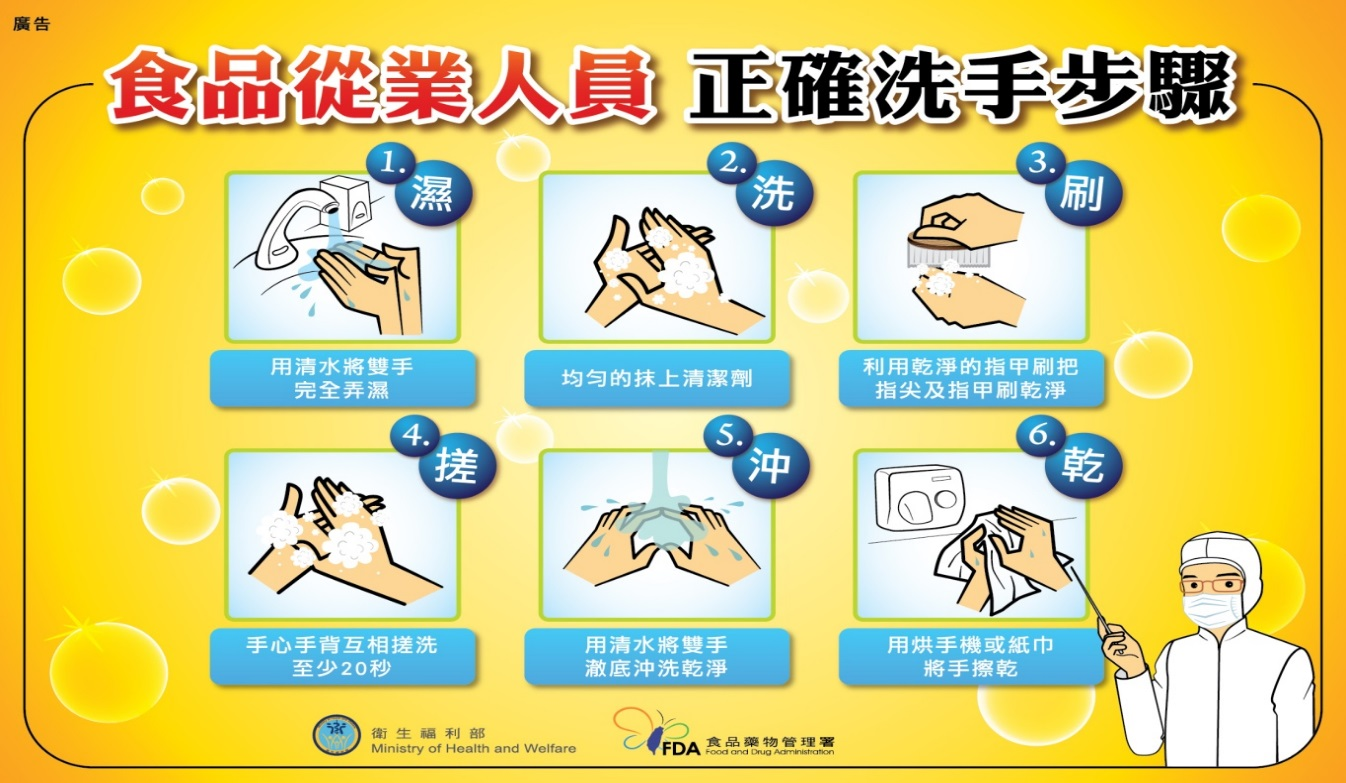 廣告
食品從業人員 正確洗手步驟
1. 濕
用清水將雙手
完全弄濕
2. 洗
均勻的抹上清潔劑
3. 刷
利用乾淨的指甲刷把
指尖及指甲刷乾淨
4. 搓
手心手背互相搓洗
至少20秒
5. 沖
用清水將雙手
澈底沖洗乾淨
6. 乾
用烘手機或紙巾
將手擦乾
衛生福利部
Ministry of Health and Welfare
FDA 食品藥物管理署
Food and Drug Administration